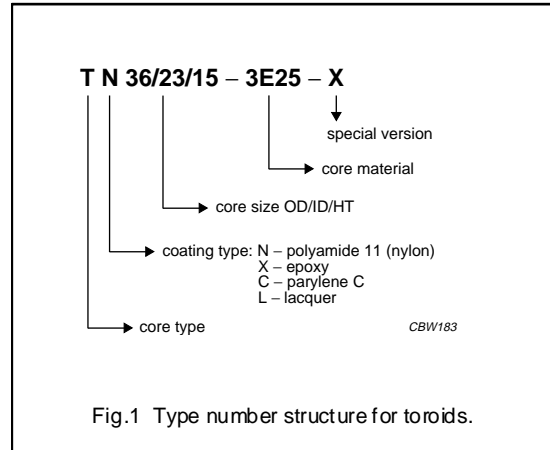 T N 36/23/15 – 3E25 – X
special version
core material
core size OD/ID/HT
coating type: N – polyamide 11 (nylon)
X – epoxy
C – parylene C
L – lacquer
core type
CBW183
Fig.1 Type number structure for toroids.